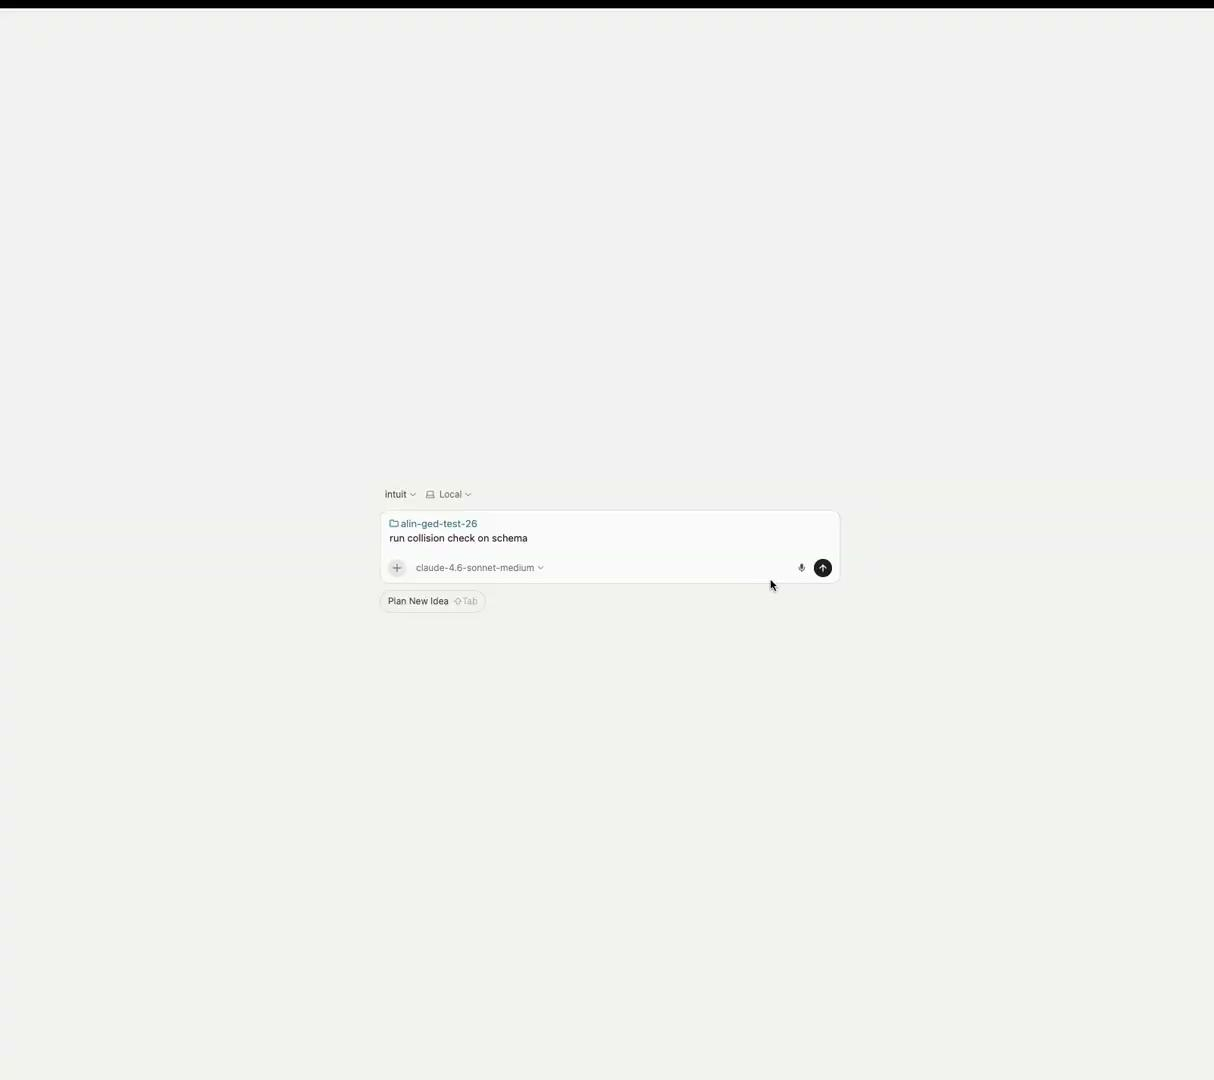 intuit Local
alin-ged-test-26
run collision check on schema
claude-4.6-sonnet-medium
Plan New Idea ⇧Tab